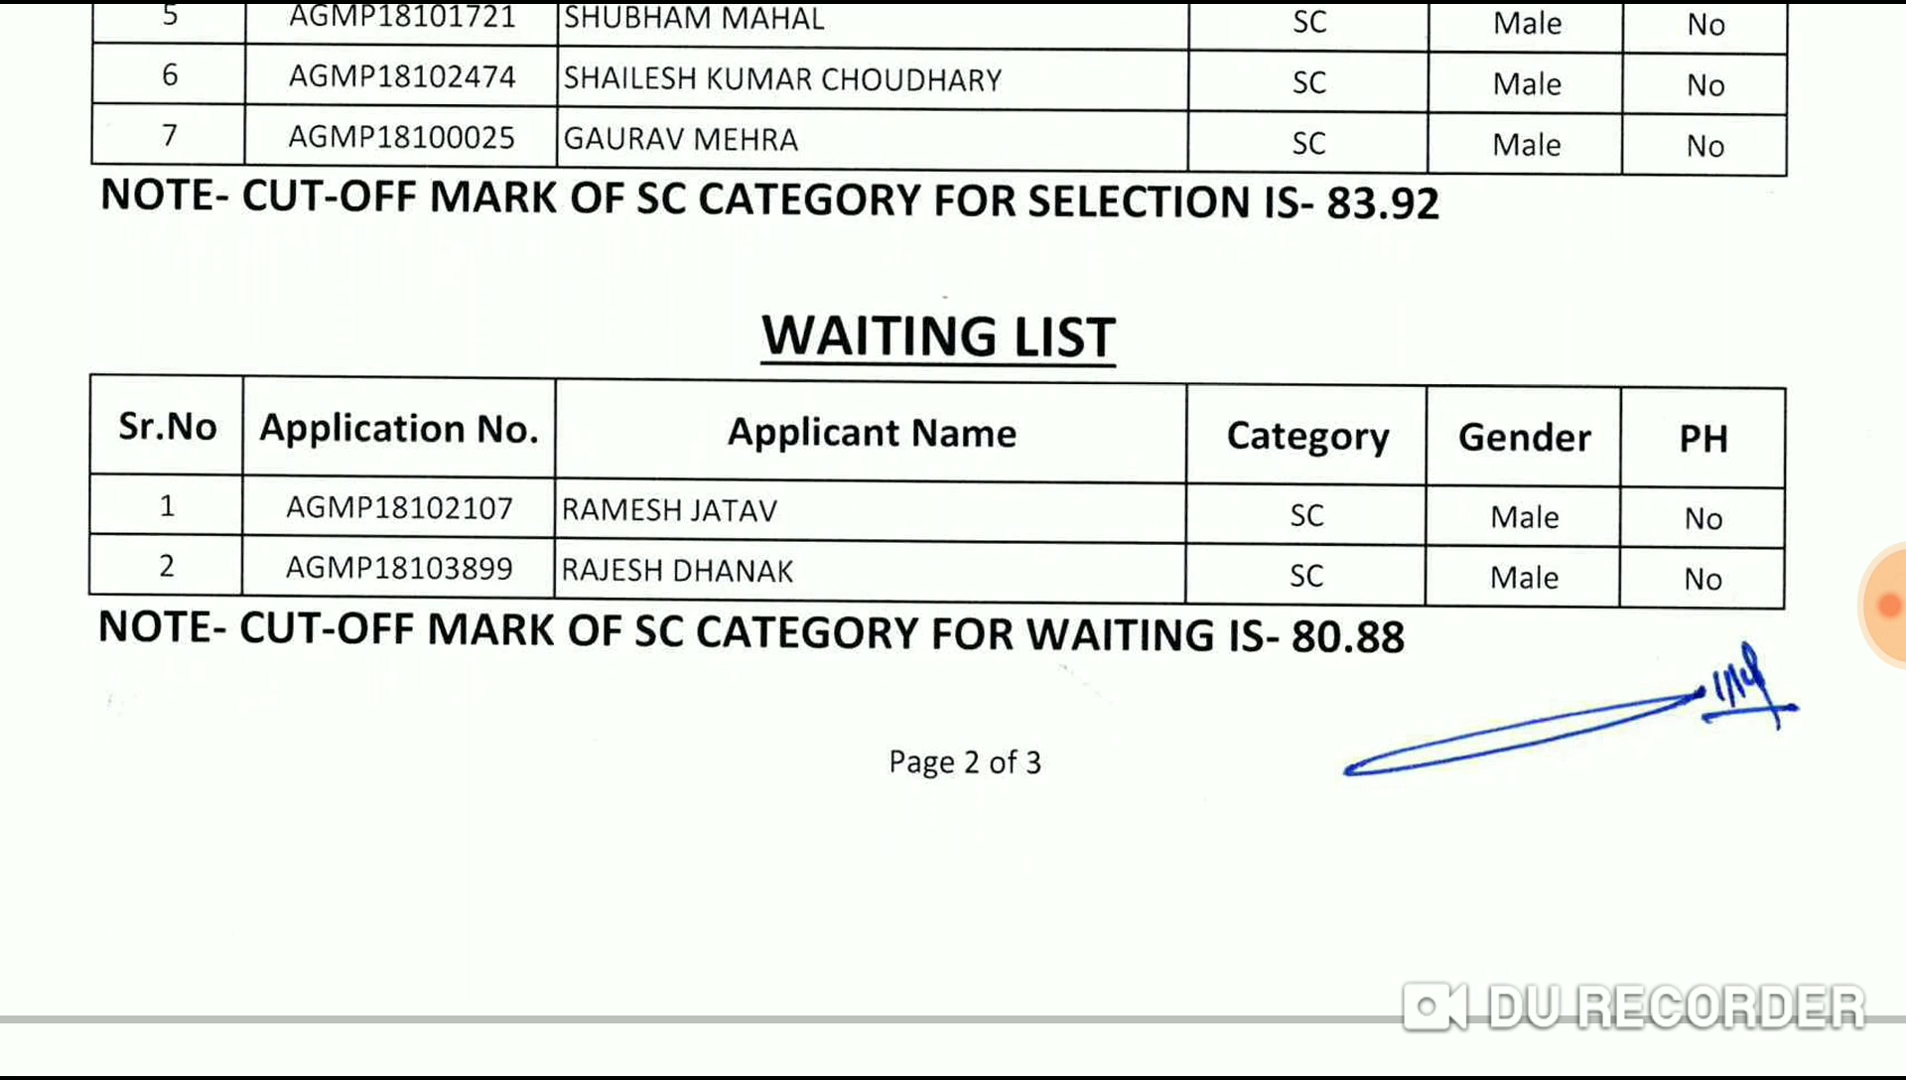 5 AGMP18101721 SHUBHAM MAHAL SC Male No
6 AGMP18102474 SHAILESH KUMAR CHOUDHARY SC Male No
7 AGMP18100025 GAURAV MEHRA SC Male No
NOTE- CUT-OFF MARK OF SC CATEGORY FOR SELECTION IS- 83.92
WAITING LIST
Sr.No Application No. Applicant Name Category Gender PH
1 AGMP18102107 RAMESH JATAV SC Male No
2 AGMP18103899 RAJESH DHANAK SC Male No
NOTE- CUT-OFF MARK OF SC CATEGORY FOR WAITING IS- 80.88
Page 2 of 3
DU RECORDER